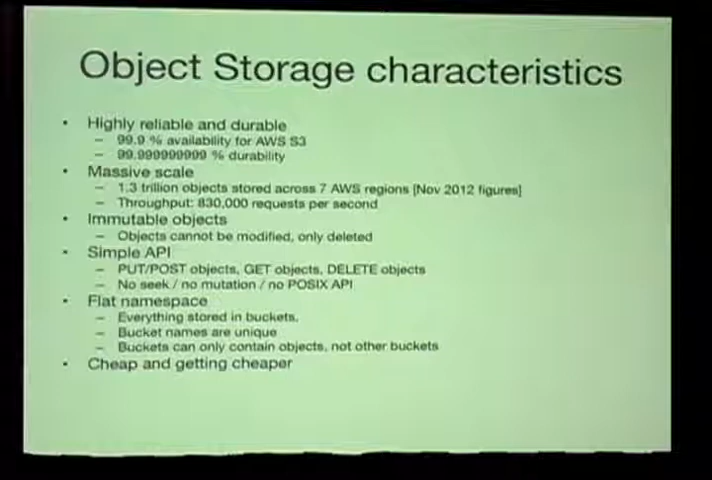 Object Storage characteristics
• Highly reliable and durable
– 99.9 % availability for AWS S3
– 99.999999999 % durability
• Massive scale
– 1.3 trillion objects stored across 7 AWS regions [Nov 2012 figures]
– Throughput: 830,000 requests per second
• Immutable objects
– Objects cannot be modified, only deleted
• Simple API
– PUT/POST objects, GET objects, DELETE objects
– No seek / no mutation / no POSIX API
• Flat namespace
– Everything stored in buckets.
– Bucket names are unique
– Buckets can only contain objects, not other buckets
• Cheap and getting cheaper